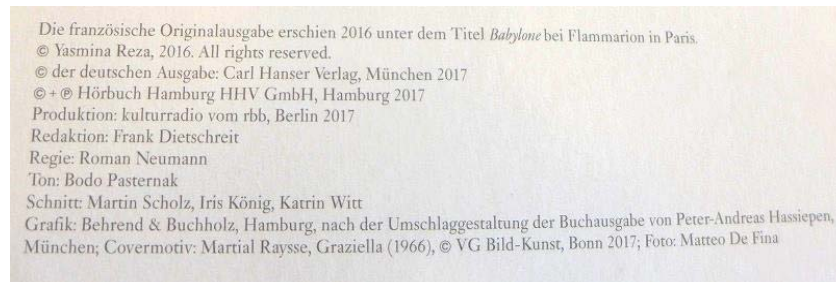 Die französische Originalausgabe erschien 2016 unter dem Titel Babylone bei Flammarion in Paris.
© Yasmina Reza, 2016. All rights reserved.
© der deutschen Ausgabe: Carl Hanser Verlag, München 2017
© + ℗ Hörbuch Hamburg HHV GmbH, Hamburg 2017
Produktion: kulturradio vom rbb, Berlin 2017
Redaktion: Frank Dietschreit
Regie: Roman Neumann
Ton: Bodo Pasternak
Schnitt: Martin Scholz, Iris König, Katrin Witt
Grafik: Behrend & Buchholz, Hamburg, nach der Umschlaggestaltung der Buchausgabe von Peter-Andreas Hassiepen,
München; Covermotiv: Martial Raysse, Graziella (1966), © VG Bild-Kunst, Bonn 2017; Foto: Matteo De Fina